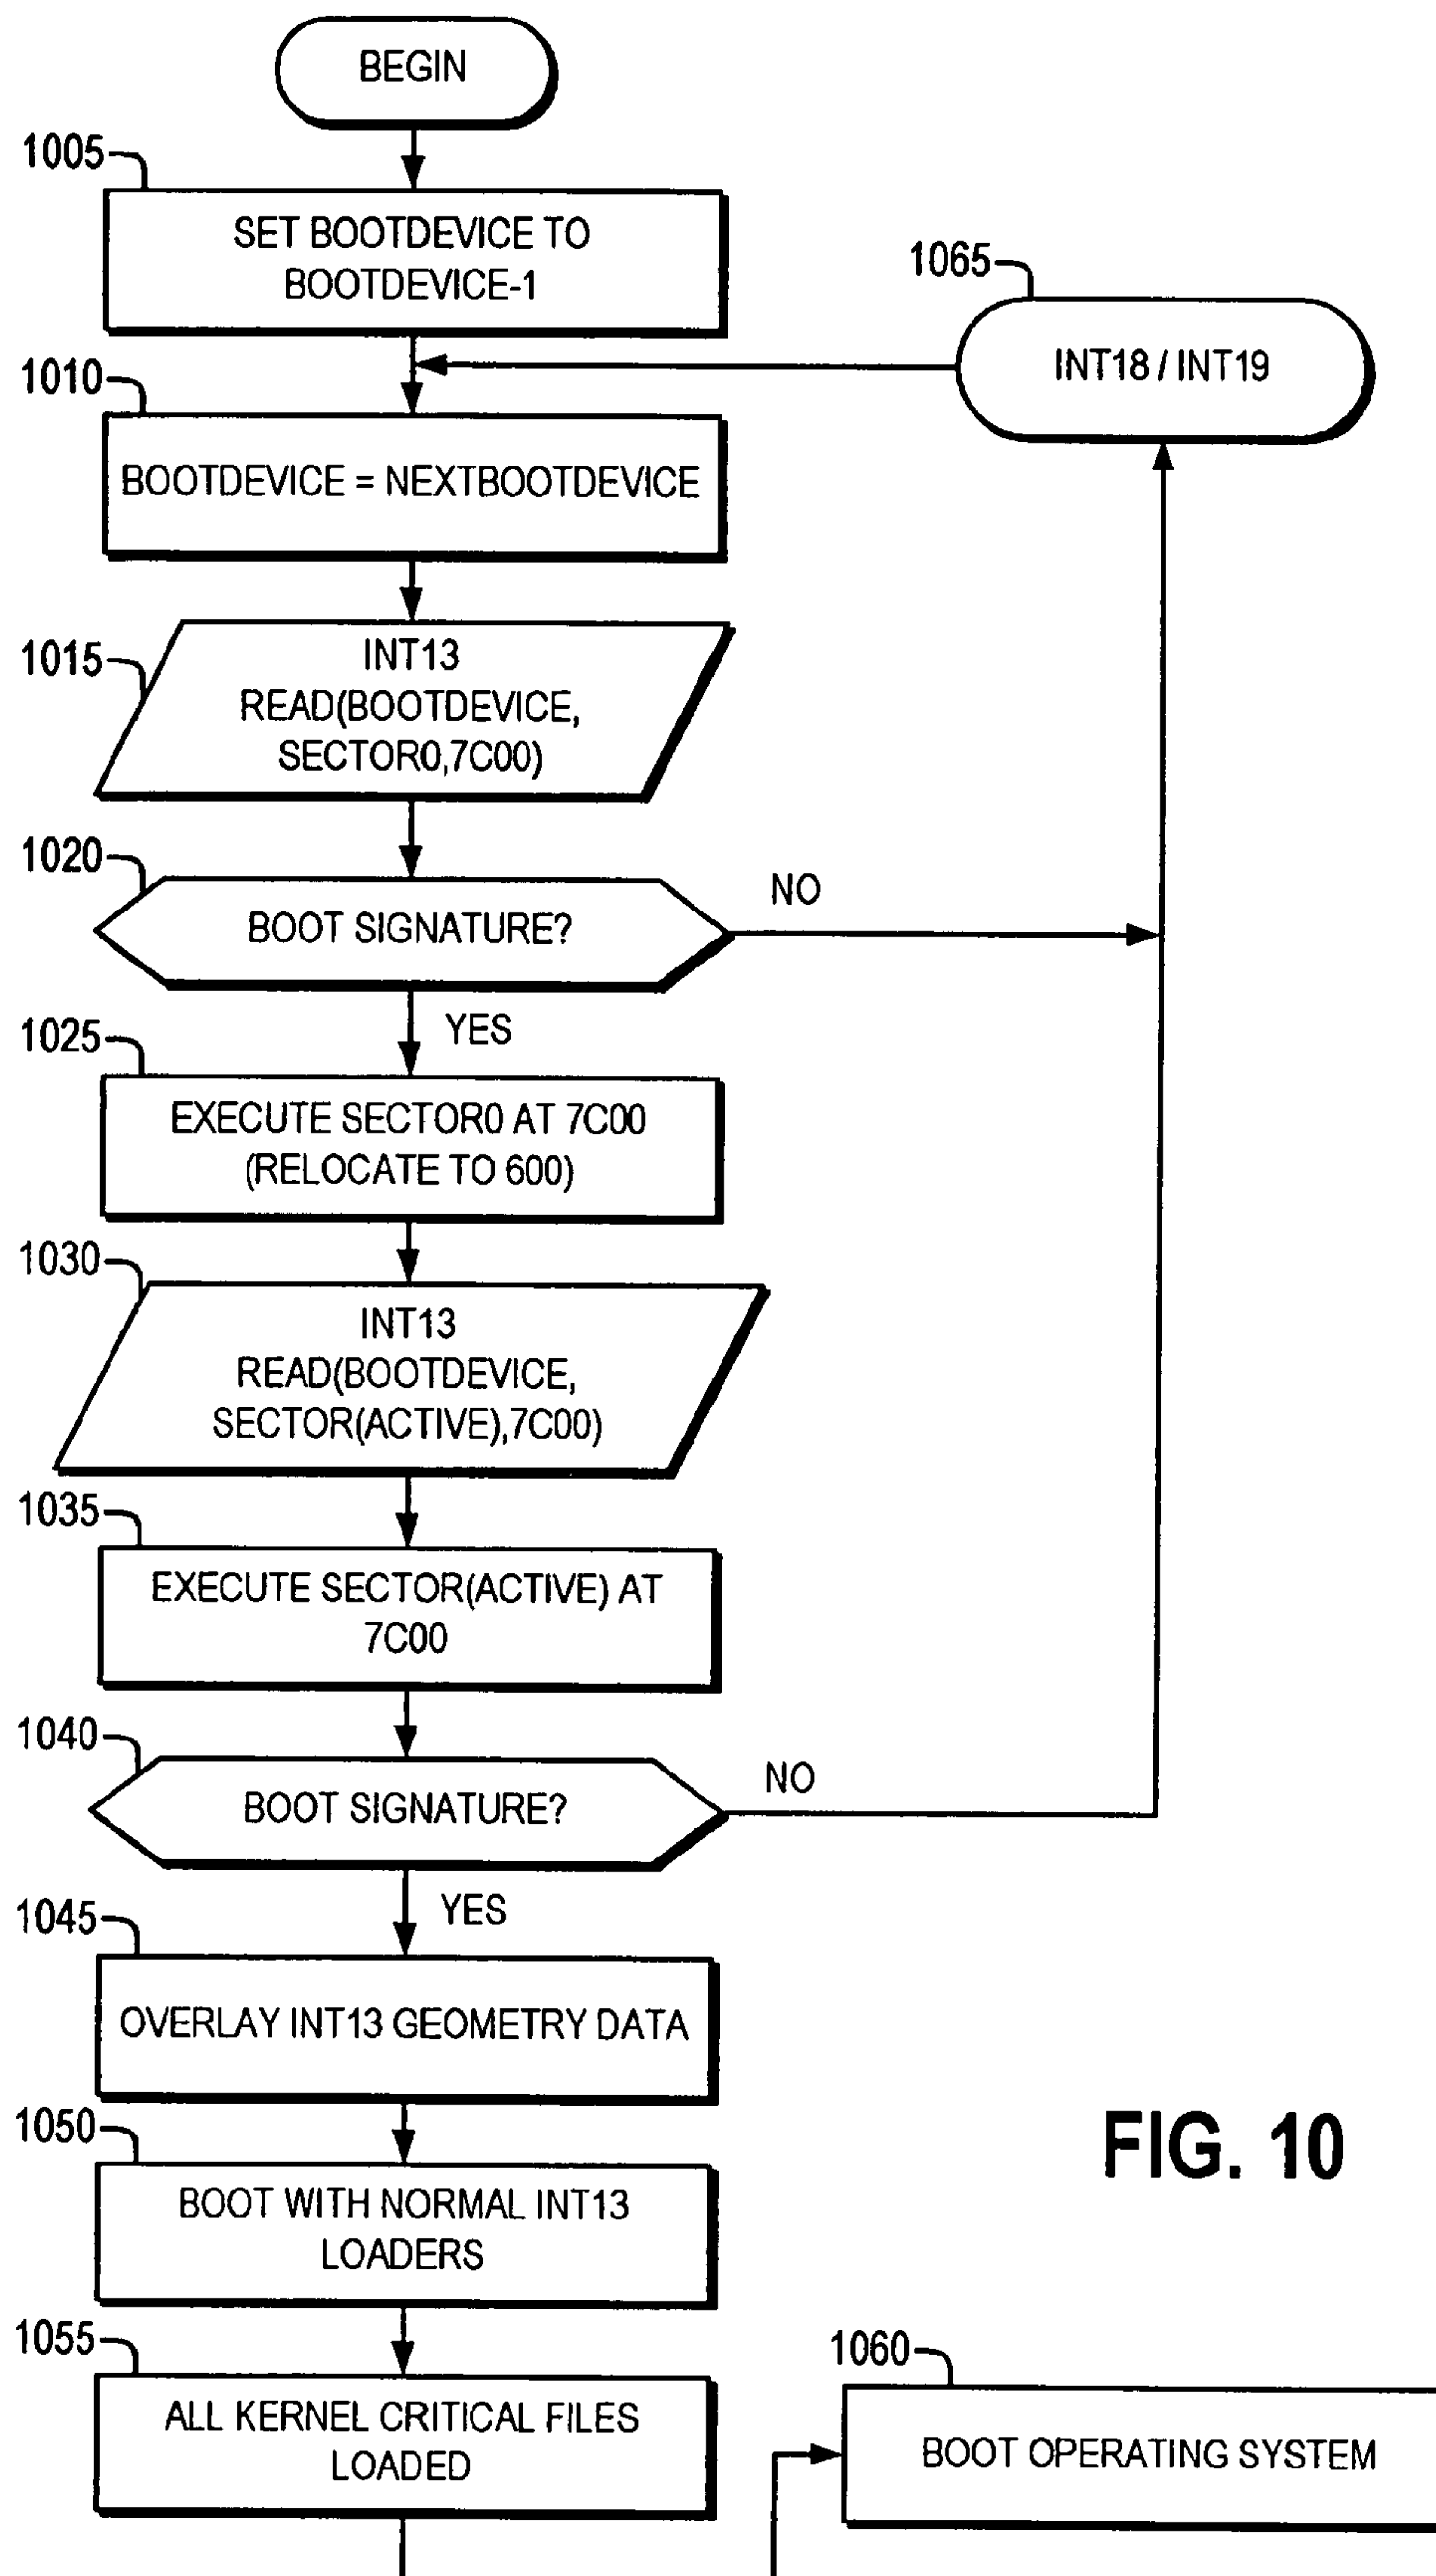 BEGIN
1005
SET BOOTDEVICE TO
BOOTDEVICE-1
1065
INT18 / INT19
1010
BOOTDEVICE = NEXTBOOTDEVICE
1015
INT13
READ(BOOTDEVICE,
SECTOR0,7C00)
1020
BOOT SIGNATURE?
NO
YES
1025
EXECUTE SECTOR0 AT 7C00
(RELOCATE TO 600)
1030
INT13
READ(BOOTDEVICE,
SECTOR(ACTIVE),7C00)
1035
EXECUTE SECTOR(ACTIVE) AT
7C00
1040
BOOT SIGNATURE?
NO
YES
1045
OVERLAY INT13 GEOMETRY DATA
1050
BOOT WITH NORMAL INT13
LOADERS
FIG. 10
1055
ALL KERNEL CRITICAL FILES
LOADED
1060
BOOT OPERATING SYSTEM